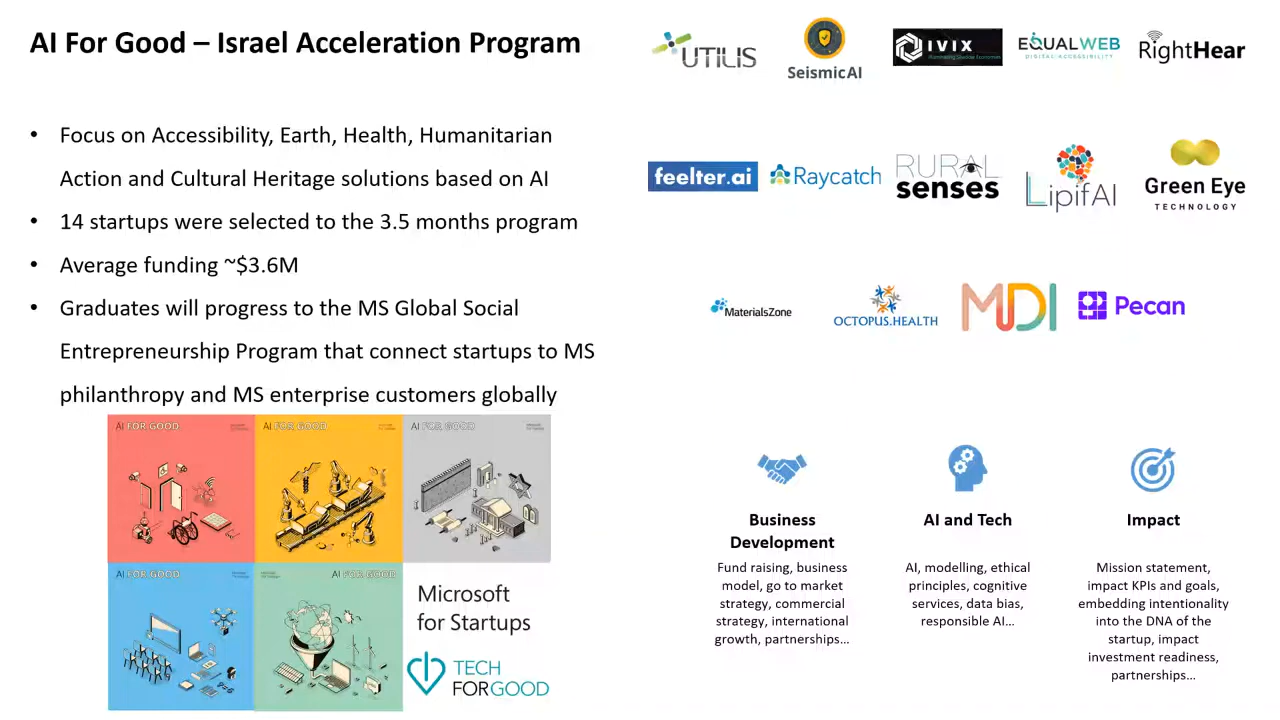 AI For Good – Israel Acceleration Program
• Focus on Accessibility, Earth, Health, Humanitarian
Action and Cultural Heritage solutions based on AI
• 14 startups were selected to the 3.5 months program
• Average funding ~$3.6M
• Graduates will progress to the MS Global Social
Entrepreneurship Program that connect startups to MS
philanthropy and MS enterprise customers globally
AI FOR GOOD
AI FOR GOOD
AI FOR GOOD
AI FOR GOOD
AI FOR GOOD
Microsoft
for Startups
TECH
FORGOOD
UTILIS
SeismicAI
IVIX
EQUALWEB
DIGITAL ACCESSIBILITY
RightHear
feelter.ai
Raycatch
RURAL
senses
LipifAI
Green Eye
TECHNOLOGY
MaterialsZone
OCTOPUS.HEALTH
MDI
Pecan
Business
Development
Fund raising, business
model, go to market
strategy, commercial
strategy, international
growth, partnerships...
AI and Tech
AI, modelling, ethical
principles, cognitive
services, data bias,
responsible AI...
Impact
Mission statement,
impact KPIs and goals,
embedding intentionality
into the DNA of the
startup, impact
investment readiness,
partnerships...